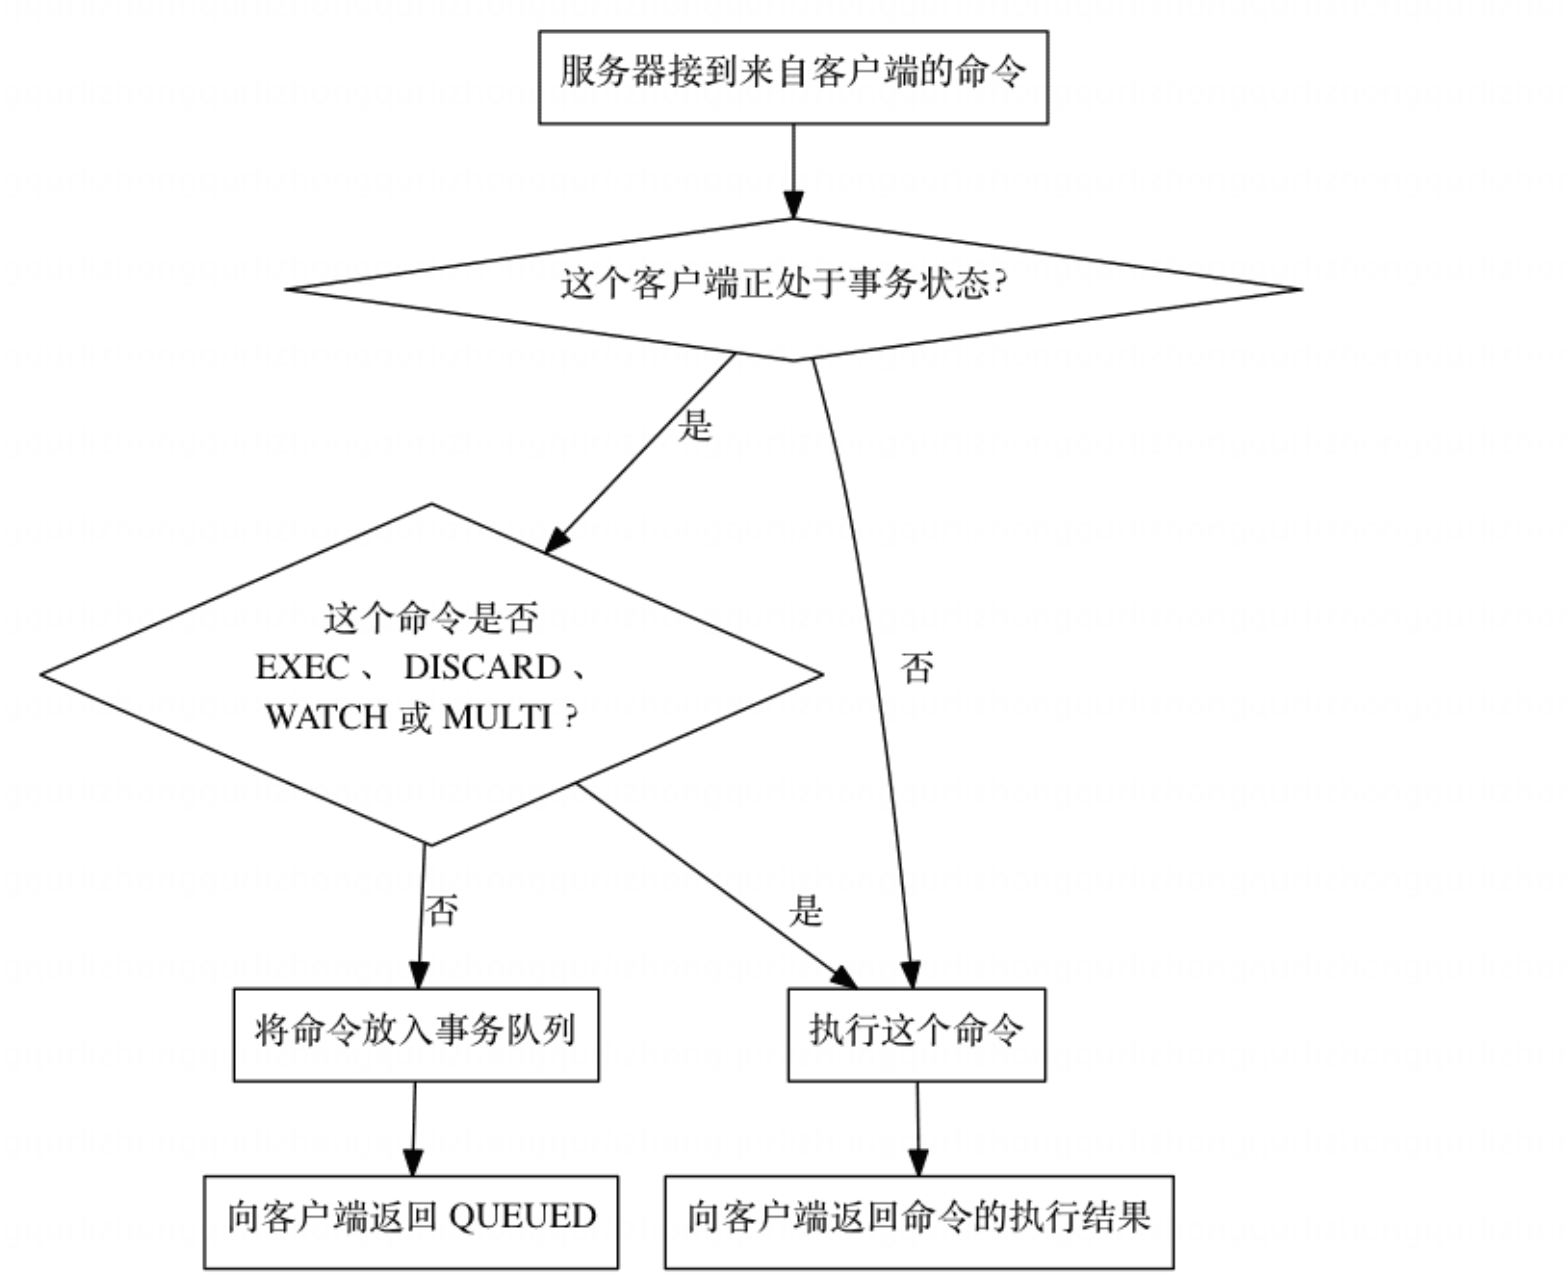 服务器接到来自客户端的命令
这个客户端正处于事务状态?
是
这个命令是否
EXEC 、 DISCARD 、
WATCH 或 MULTI ?
否
否
是
将命令放入事务队列
执行这个命令
向客户端返回 QUEUED
向客户端返回命令的执行结果